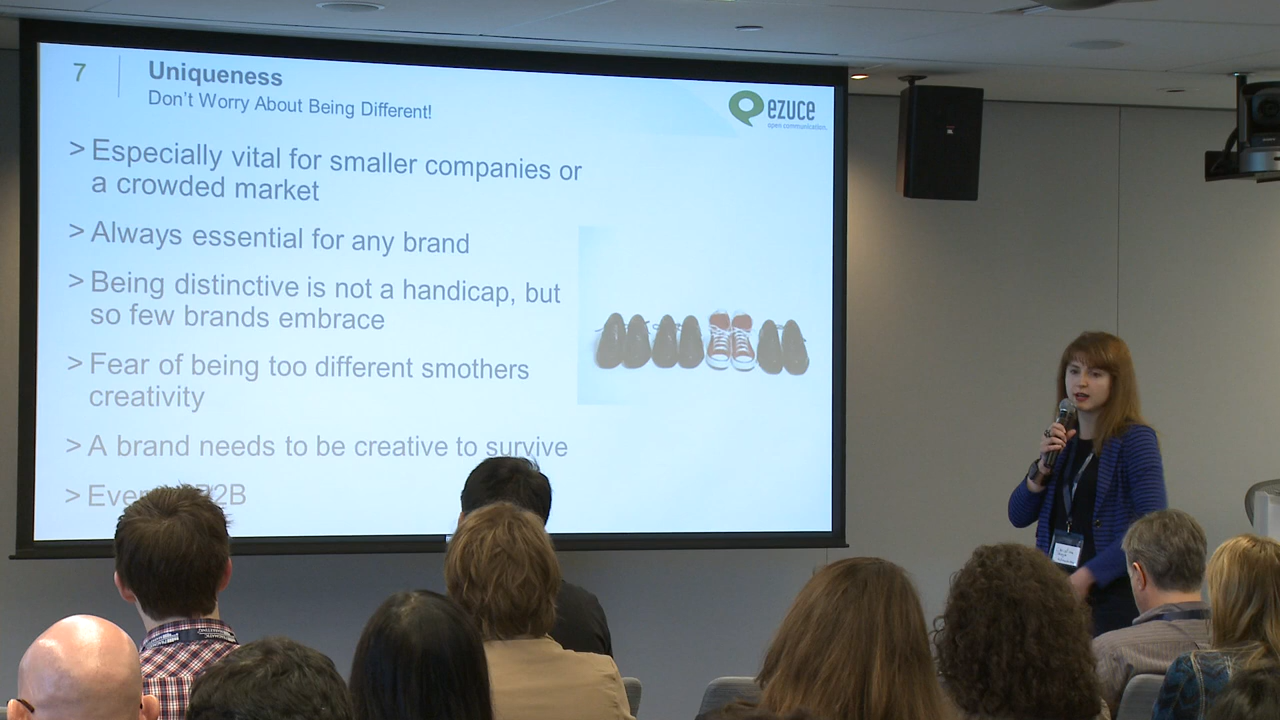 7
Uniqueness
Don't Worry About Being Different!
ezuce
open communication.
> Especially vital for smaller companies or
a crowded market
> Always essential for any brand
> Being distinctive is not a handicap, but
so few brands embrace
> Fear of being too different smothers
creativity
> A brand needs to be creative to survive
> Even B2B